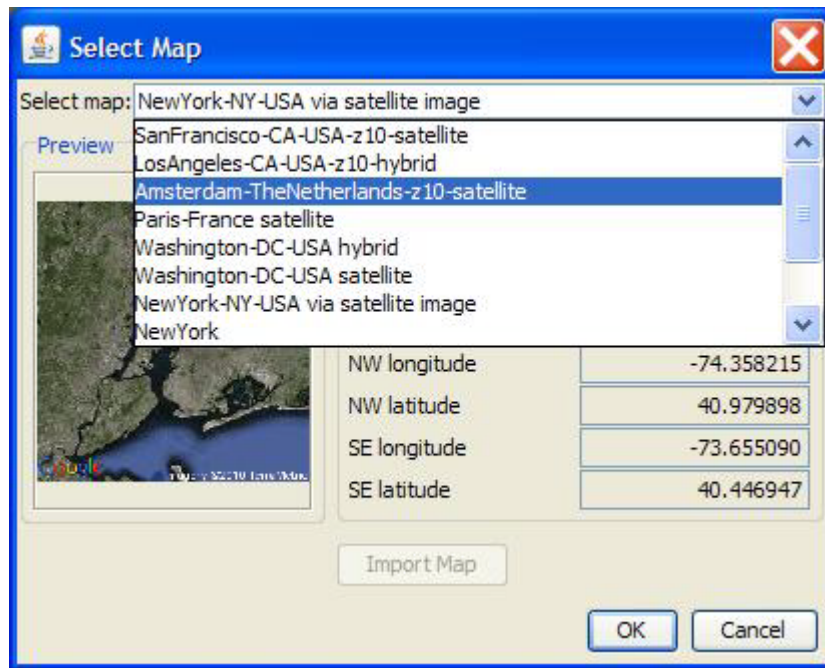 Select Map
Select map: NewYork-NY-USA via satellite image
Preview
SanFrancisco-CA-USA-z10-satellite
LosAngeles-CA-USA-z10-hybrid
Amsterdam-TheNetherlands-z10-satellite
Paris-France satellite
Washington-DC-USA hybrid
Washington-DC-USA satellite
NewYork-NY-USA via satellite image
NewYork
NW longitude -74.358215
NW latitude 40.979898
SE longitude -73.655090
SE latitude 40.446947
Google
©2010
Import Map
OK Cancel